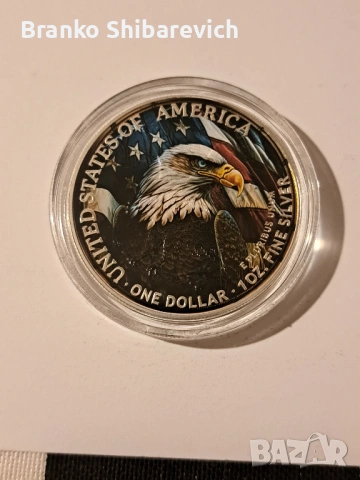 Branko Shibarevich
UNITED STATES OF AMERICA
E PLURIBUS UNUM
· ONE DOLLAR · 1 OZ. FINE SILVER
BAZAR